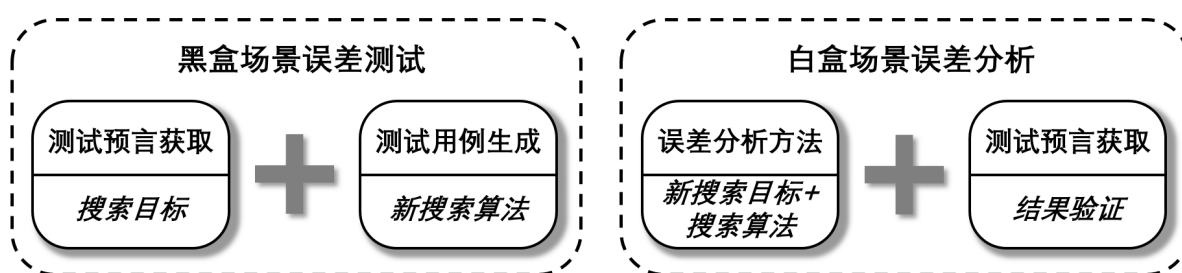 黑盒场景误差测试
测试预言获取
搜索目标
测试用例生成
新搜索算法
白盒场景误差分析
误差分析方法
新搜索目标+
搜索算法
测试预言获取
结果验证